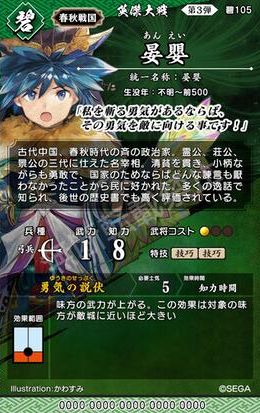 碧
春秋戦国
英傑大戦
第3弾
碧105
あん えい
晏嬰
統一名称：晏嬰
生没年：不明～前500
「私を斬る勇気があるならば、
その勇気を敵に向ける事です！」
古代中国、春秋時代の斉の政治家。霊公、荘公、
景公の三代に仕えた名宰相。清貧を貫き、小柄な
がらも勇敢で、国家のためならばどんな諫言も厭
わなかったことから民に好かれた。多くの逸話で
知られ、後世の歴史書でも高く評価されている。
兵種
弓兵
武力
1
知力
8
武将コスト
特技
技巧
技巧
ゆうきのせっぷく
勇気の説伏
必要士気
5
効果時間
知力時間
効果範囲
味方の武力が上がる。この効果は対象の味
方が敵城に近いほど大きい
Illustration:かわすみ
©SEGA
0000-0000-0000-0000-0000